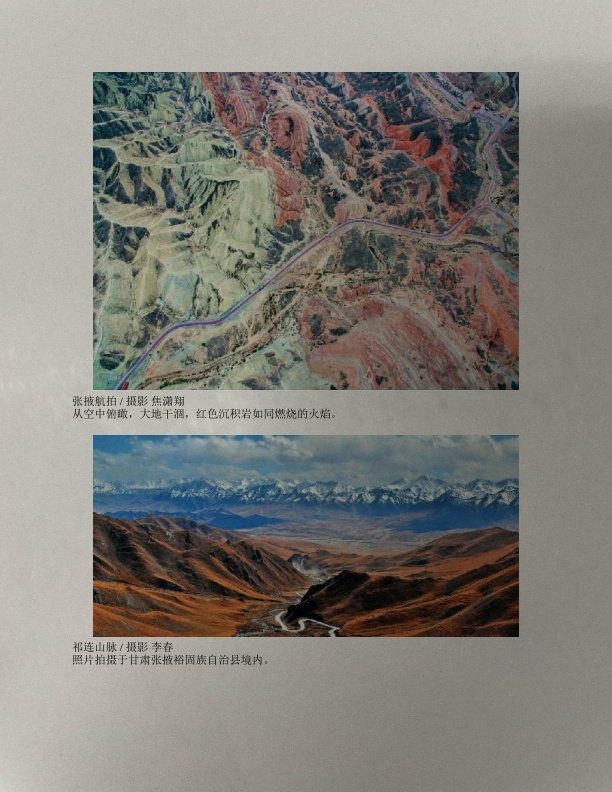 张掖航拍 / 摄影 焦潇翔
从空中俯瞰，大地干涸，红色沉积岩如同燃烧的火焰。
祁连山脉 / 摄影 李春
照片拍摄于甘肃张掖裕固族自治县境内。